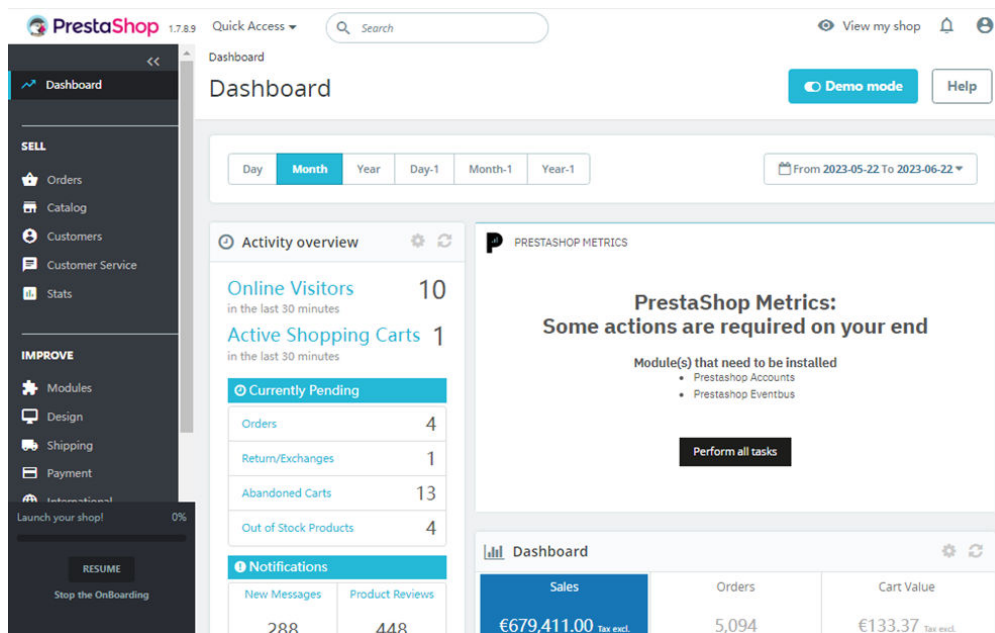 PrestaShop 1.7.8.9 Quick Access Search View my shop
Dashboard
Dashboard
Demo mode Help
Dashboard
SELL
Orders
Catalog
Customers
Customer Service
Stats
IMPROVE
Modules
Design
Shipping
Payment
International
Launch your shop! 0%
RESUME
Stop the OnBoarding
Day Month Year Day-1 Month-1 Year-1
From 2023-05-22 To 2023-06-22
Activity overview
Online Visitors 10
in the last 30 minutes
Active Shopping Carts 1
in the last 30 minutes
Currently Pending
Orders 4
Return/Exchanges 1
Abandoned Carts 13
Out of Stock Products 4
Notifications
New Messages Product Reviews
288 448
PRESTASHOP METRICS
PrestaShop Metrics:
Some actions are required on your end
Module(s) that need to be installed
• Prestashop Accounts
• Prestashop Eventbus
Perform all tasks
Dashboard
Sales Orders Cart Value
€679,411.00 Tax excl. 5,094 €133.37 Tax excl.